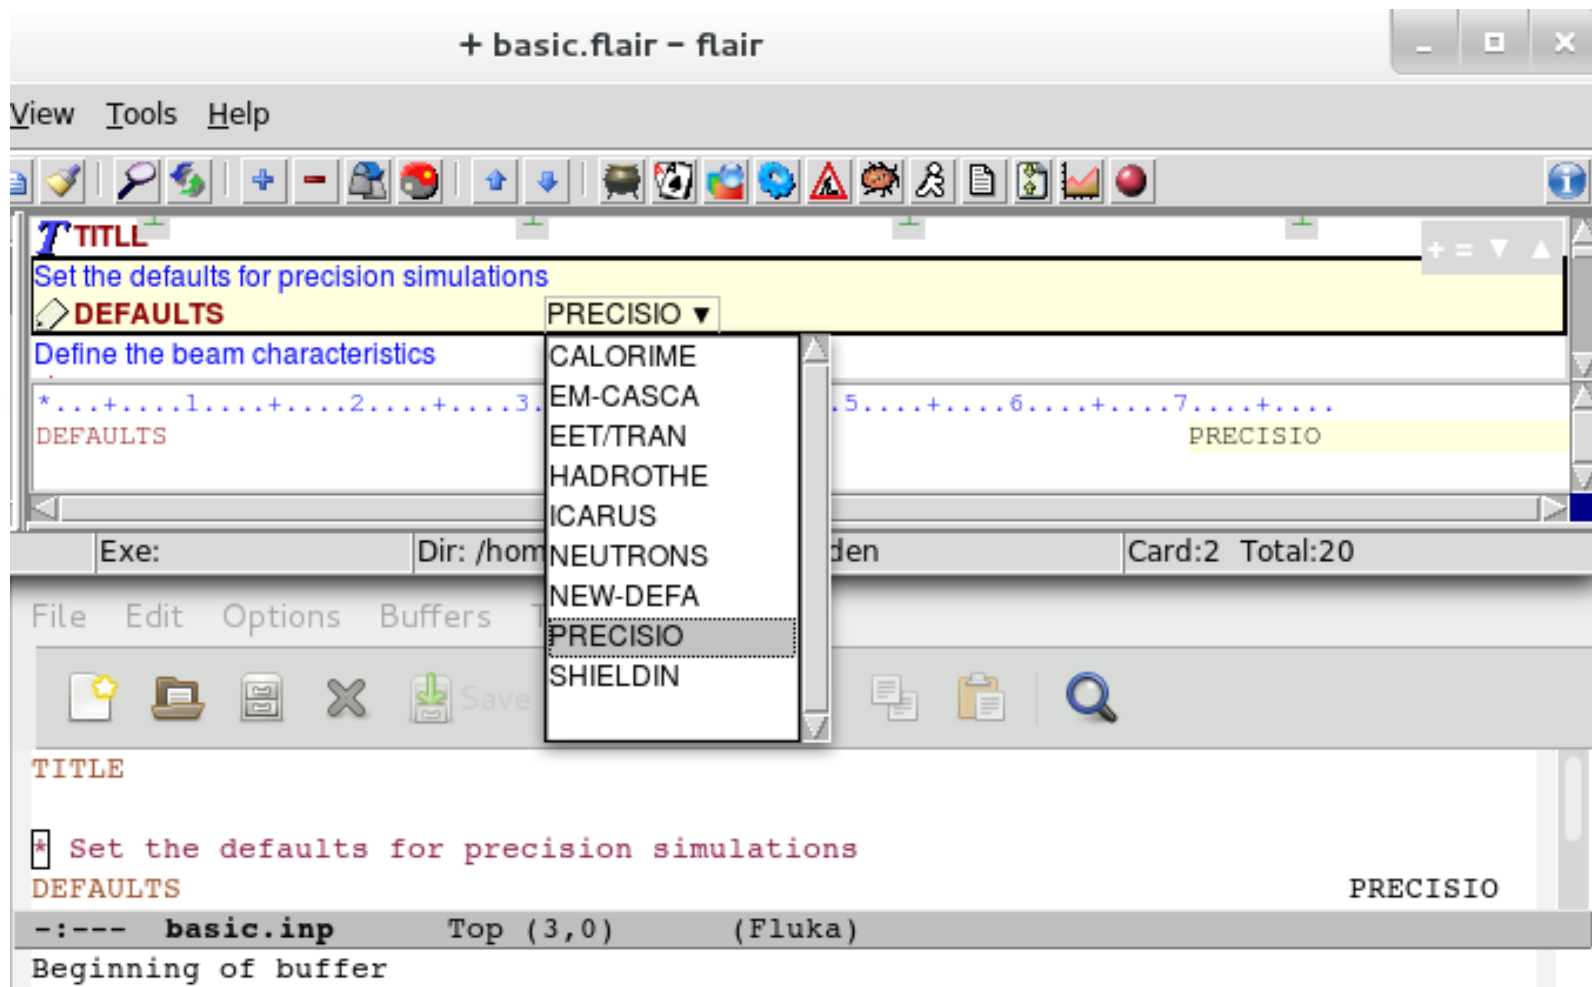 + basic.flair - flair
View Tools Help
TITLE
Set the defaults for precision simulations
DEFAULTS PRECISIO ▼
Define the beam characteristics
CALORIME
EM-CASCA
EET/TRAN
HADROTHE
ICARUS
NEUTRONS
NEW-DEFA
PRECISIO
SHIELDIN
*...+....1....+....2....+....3. .5....+....6....+....7....+....
DEFAULTS PRECISIO
Exe: Dir: /hom den Card:2 Total:20
File Edit Options Buffers T
Save
TITLE
* Set the defaults for precision simulations
DEFAULTS PRECISIO
-:--- basic.inp Top (3,0) (Fluka)
Beginning of buffer